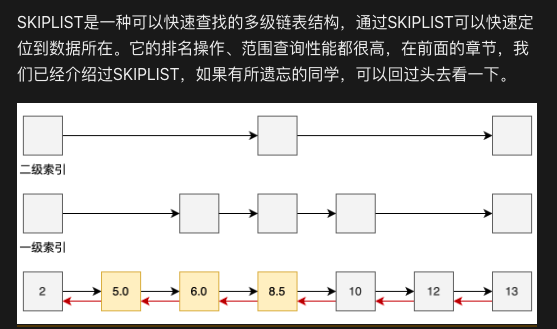 SKIPLIST是一种可以快速查找的多级链表结构，通过SKIPLIST可以快速定
位到数据所在。它的排名操作、范围查询性能都很高，在前面的章节，我
们已经介绍过SKIPLIST，如果有所遗忘的同学，可以回过头去看一下。
二级索引
一级索引
2 5.0 6.0 8.5 10 12 13